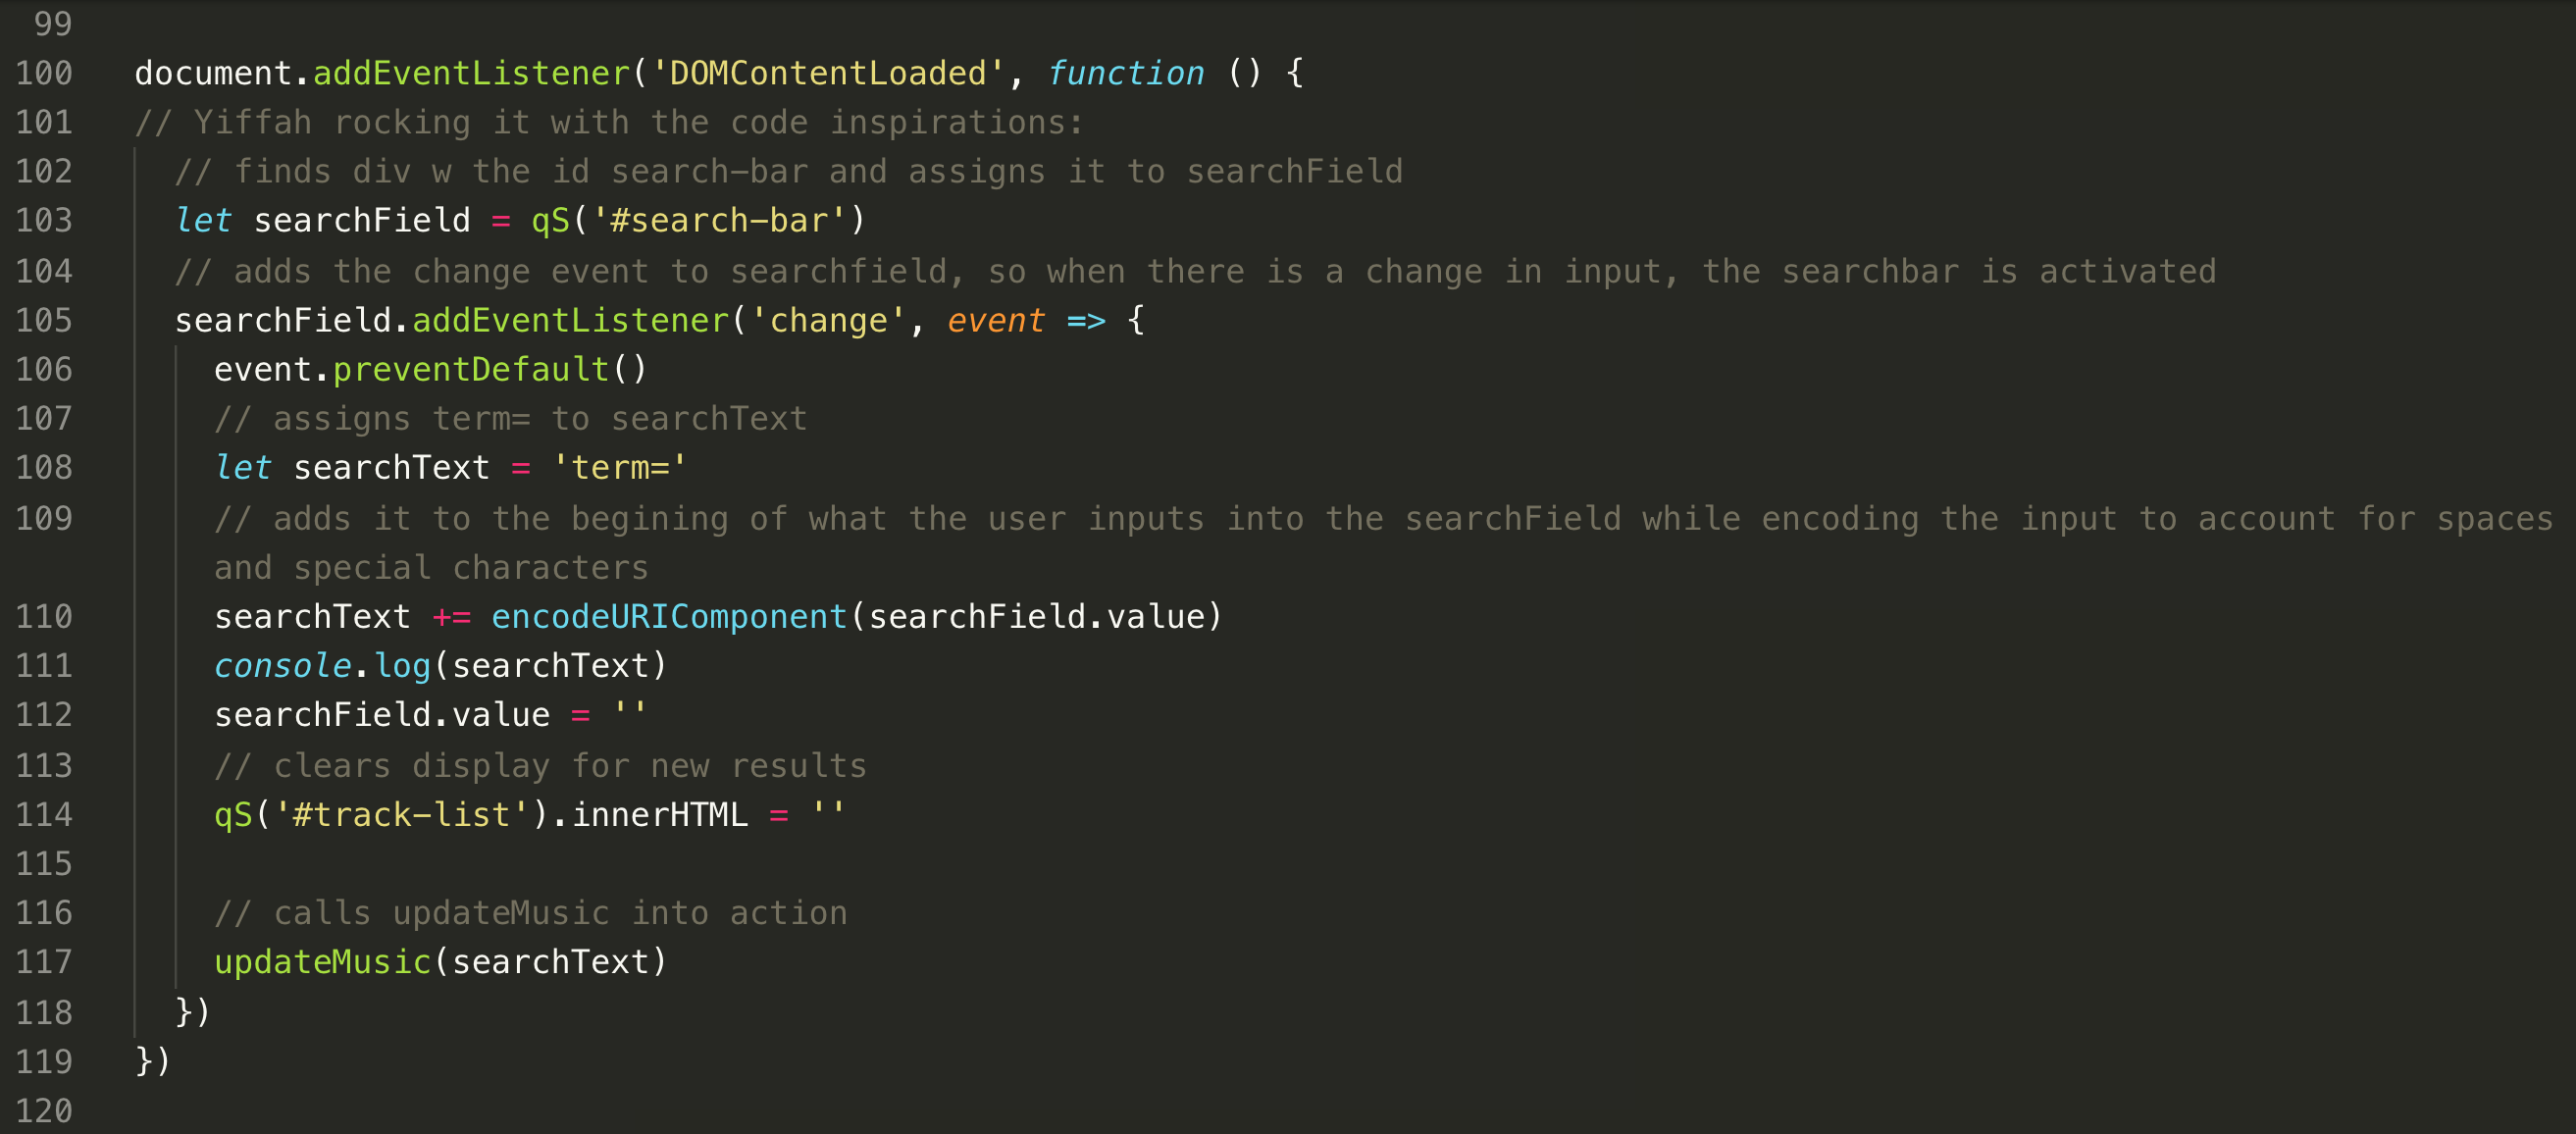 99
100 document.addEventListener('DOMContentLoaded', function () {
101 // Yiffah rocking it with the code inspirations:
102 // finds div w the id search-bar and assigns it to searchField
103 let searchField = qS('#search-bar')
104 // adds the change event to searchfield, so when there is a change in input, the searchbar is activated
105 searchField.addEventListener('change', event => {
106 event.preventDefault()
107 // assigns term= to searchText
108 let searchText = 'term='
109 // adds it to the begining of what the user inputs into the searchField while encoding the input to account for spaces
and special characters
110 searchText += encodeURIComponent(searchField.value)
111 console.log(searchText)
112 searchField.value = ''
113 // clears display for new results
114 qS('#track-list').innerHTML = ''
115
116 // calls updateMusic into action
117 updateMusic(searchText)
118 })
119 })
120